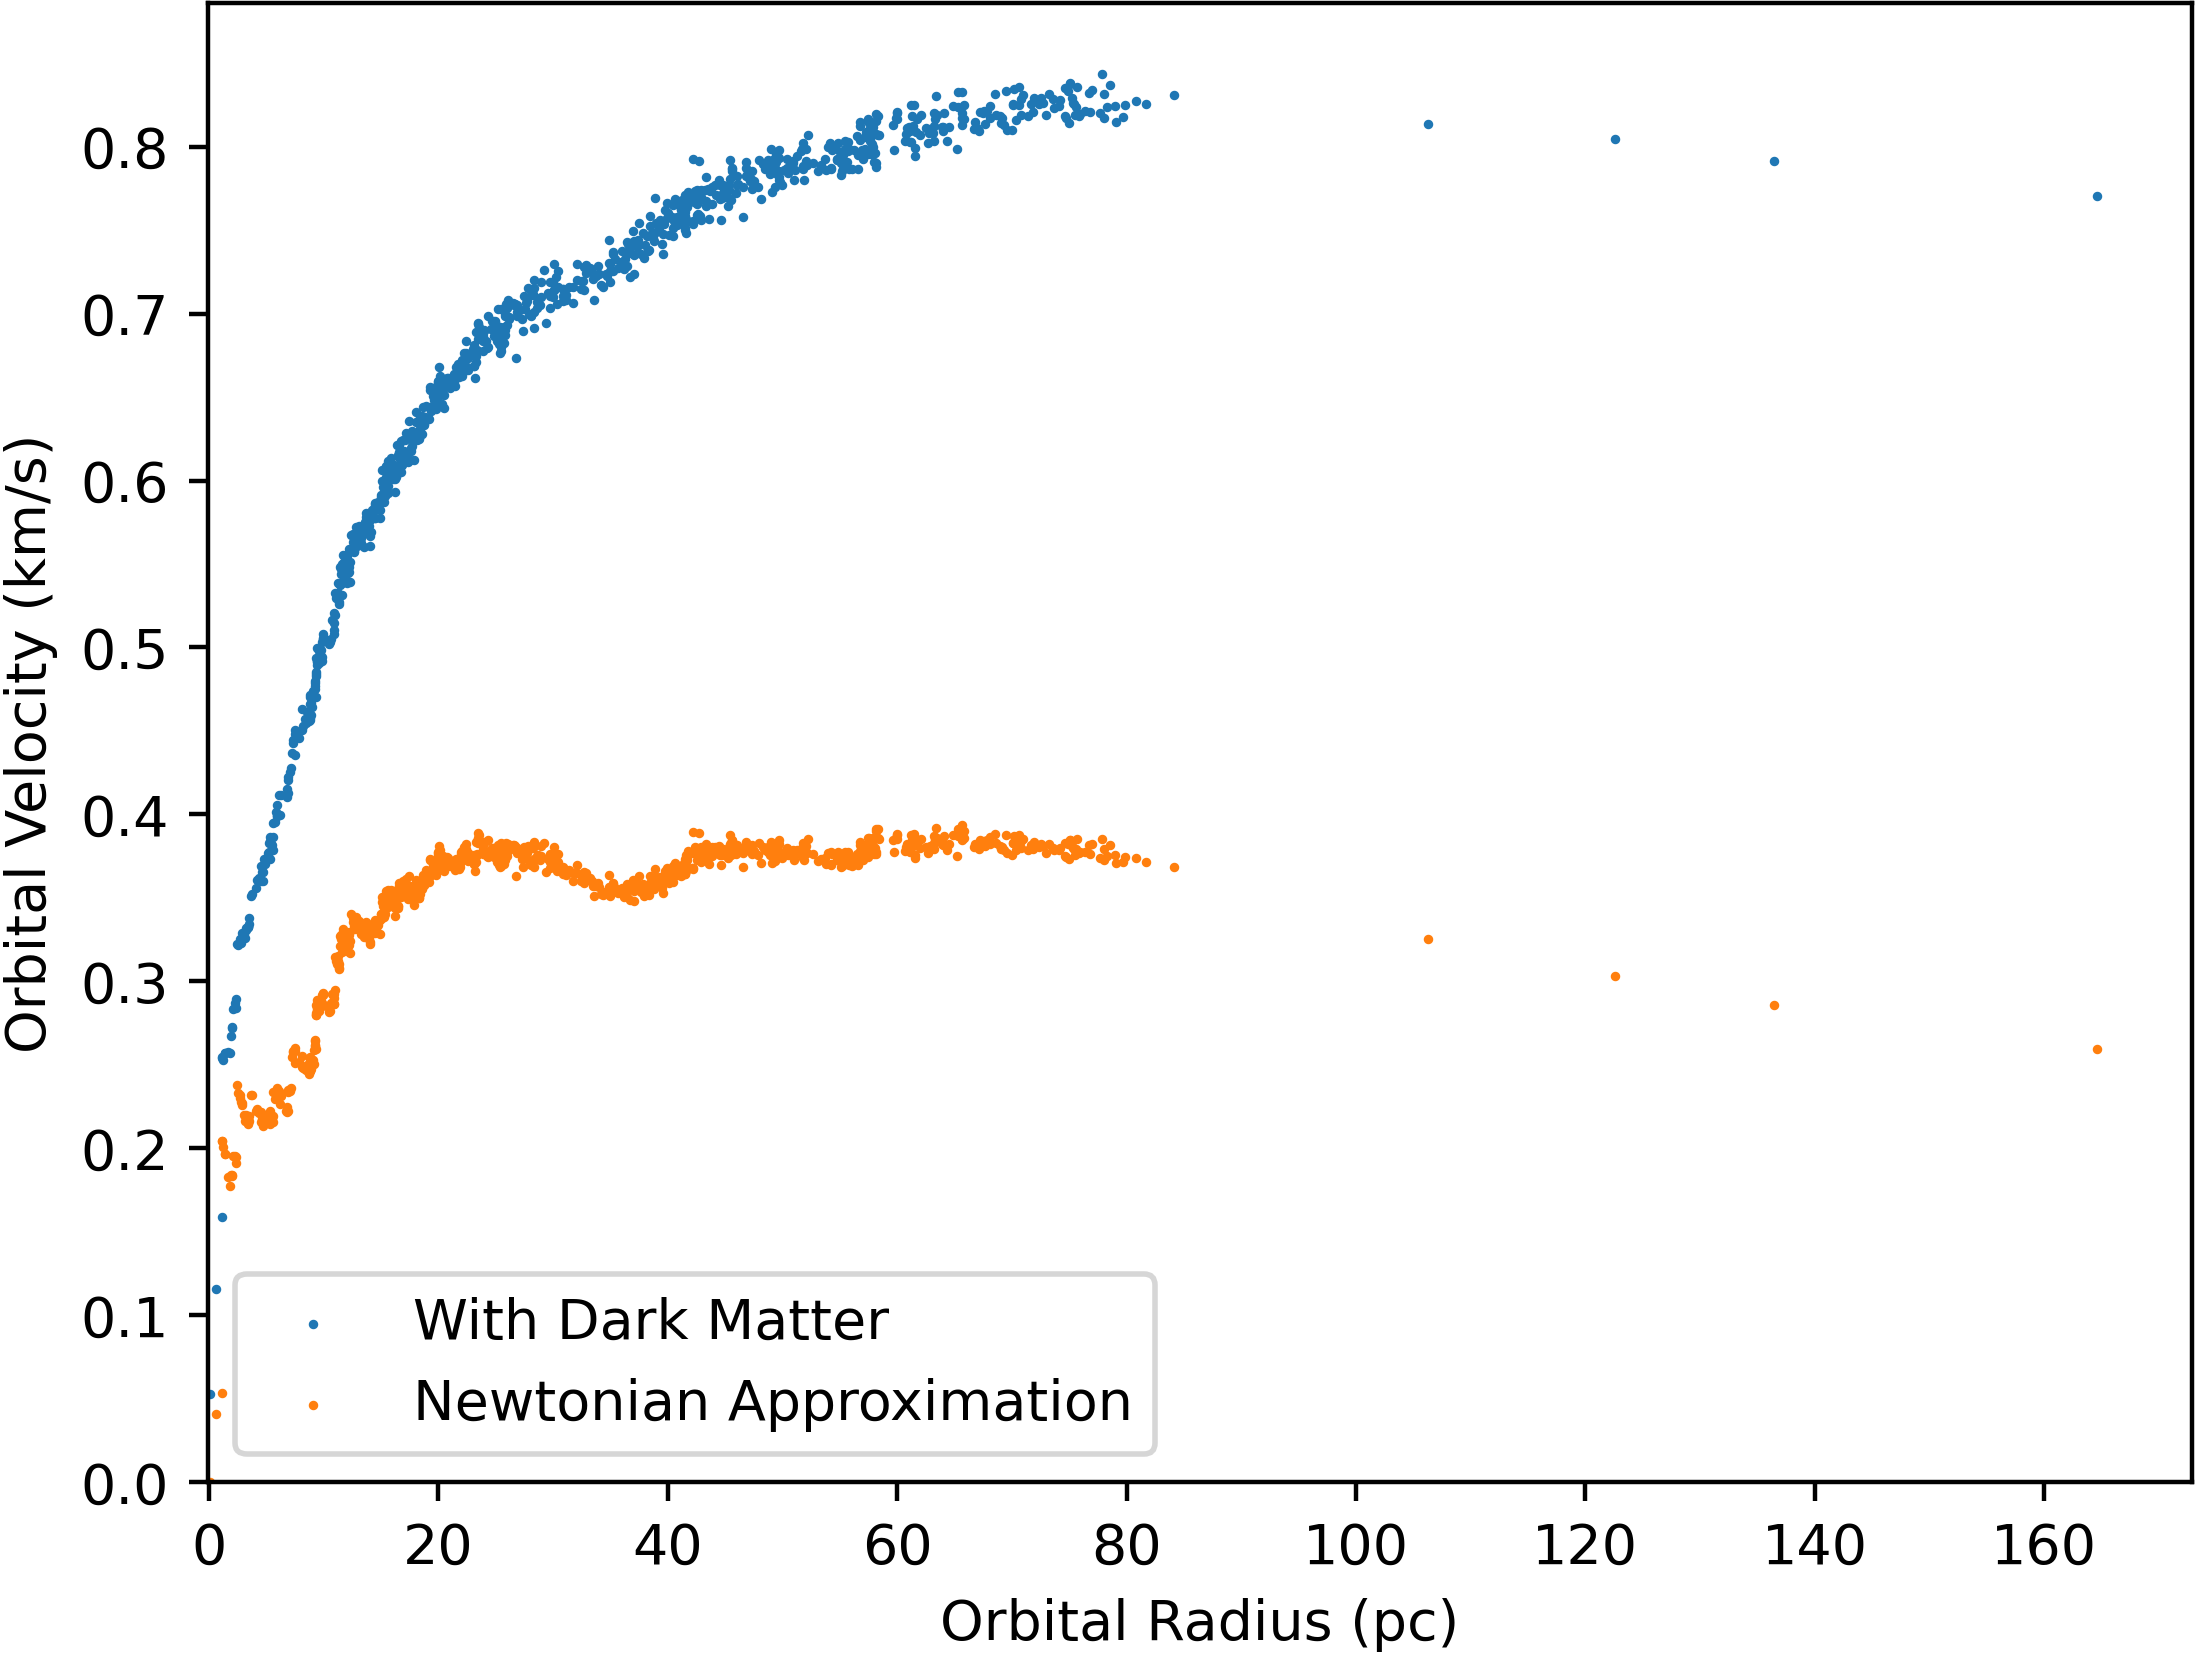 Orbital Velocity (km/s)
0.8
0.7
0.6
0.5
0.4
0.3
0.2
0.1
0.0
With Dark Matter
Newtonian Approximation
0 20 40 60 80 100 120 140 160
Orbital Radius (pc)